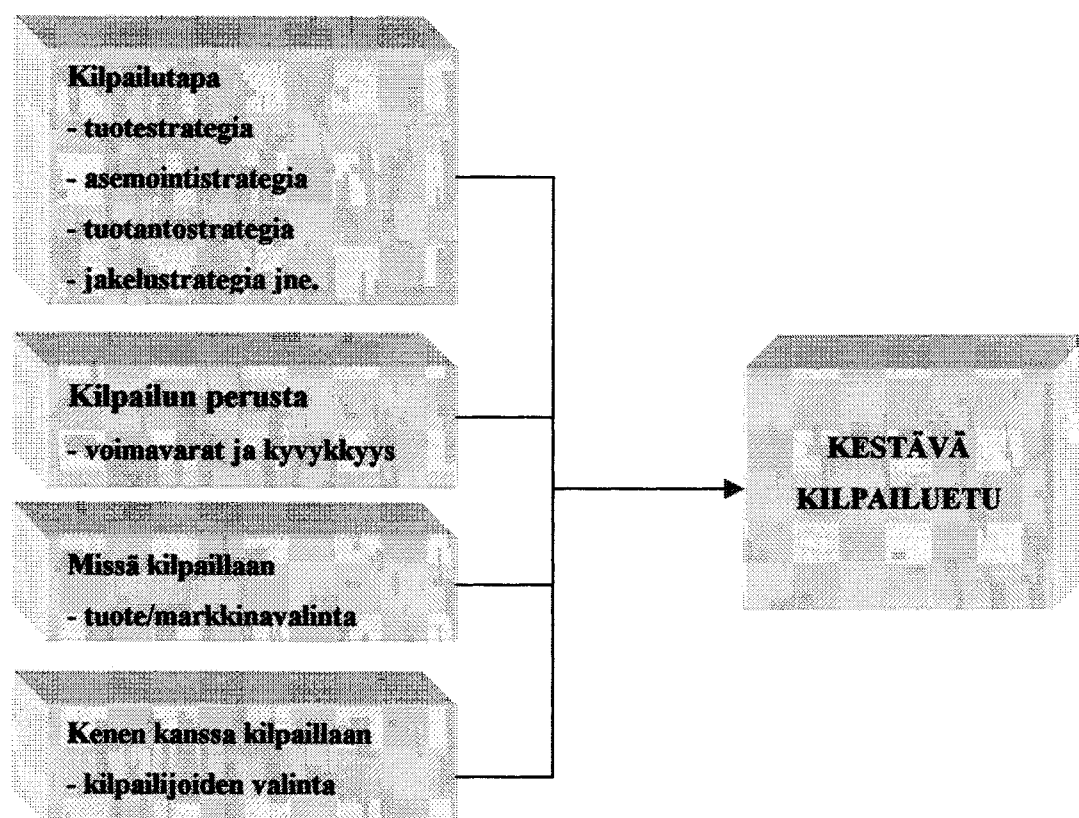 Kilpailutapa
- tuotestrategia
- asemointistrategia
- tuotantostrategia
- jakelustrategia jne.
Kilpailun perusta
- voimavarat ja kyvykkyys
Missä kilpaillaan
- tuote/markkinavalinta
Kenen kanssa kilpaillaan
- kilpailijoiden valinta
KESTÄVÄ
KILPAILUETU